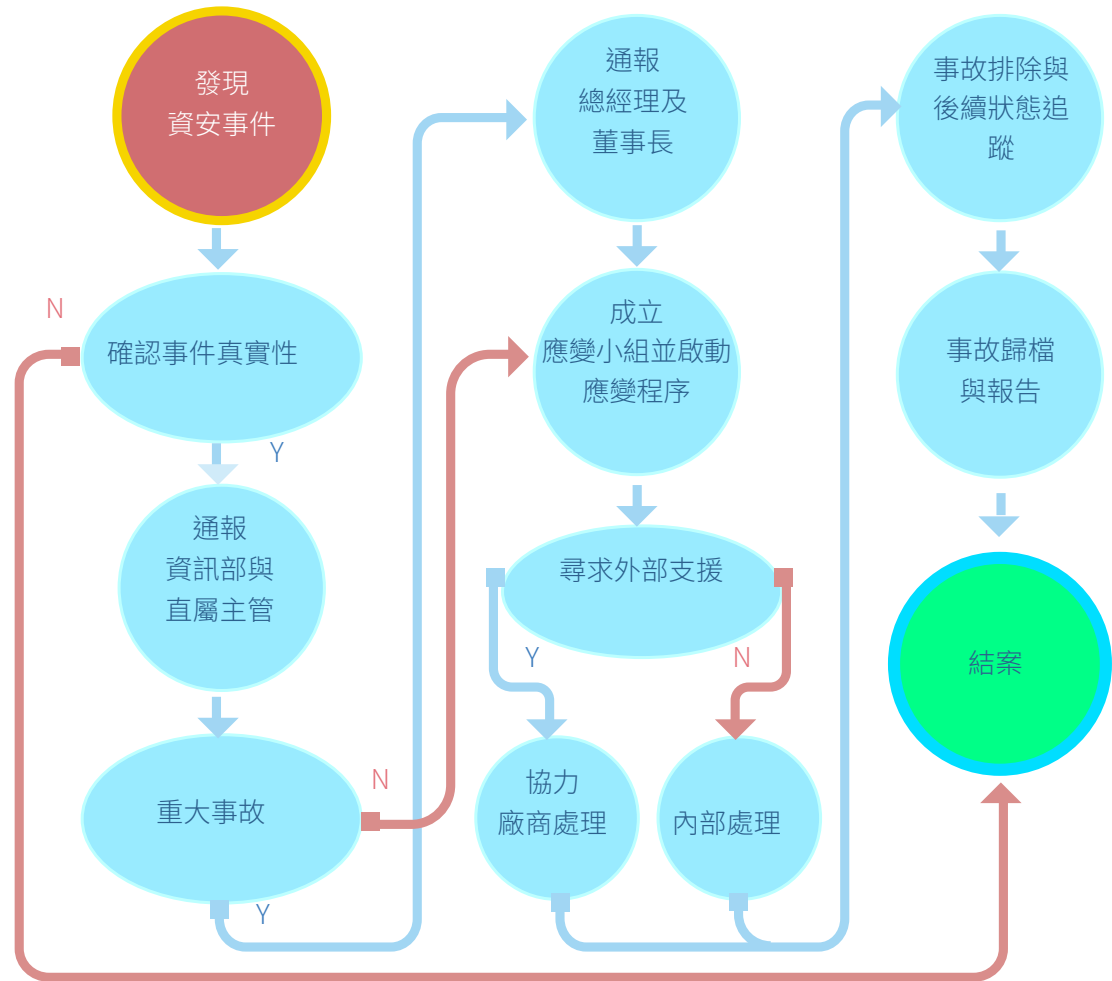 發現
資安事件
N
確認事件真實性
Y
通報
資訊部與
直屬主管
重大事故
N
Y
通報
總經理及
董事長
成立
應變小組並啟動
應變程序
尋求外部支援
Y
N
協力
廠商處理
內部處理
事故排除與
後續狀態追
蹤
事故歸檔
與報告
結案